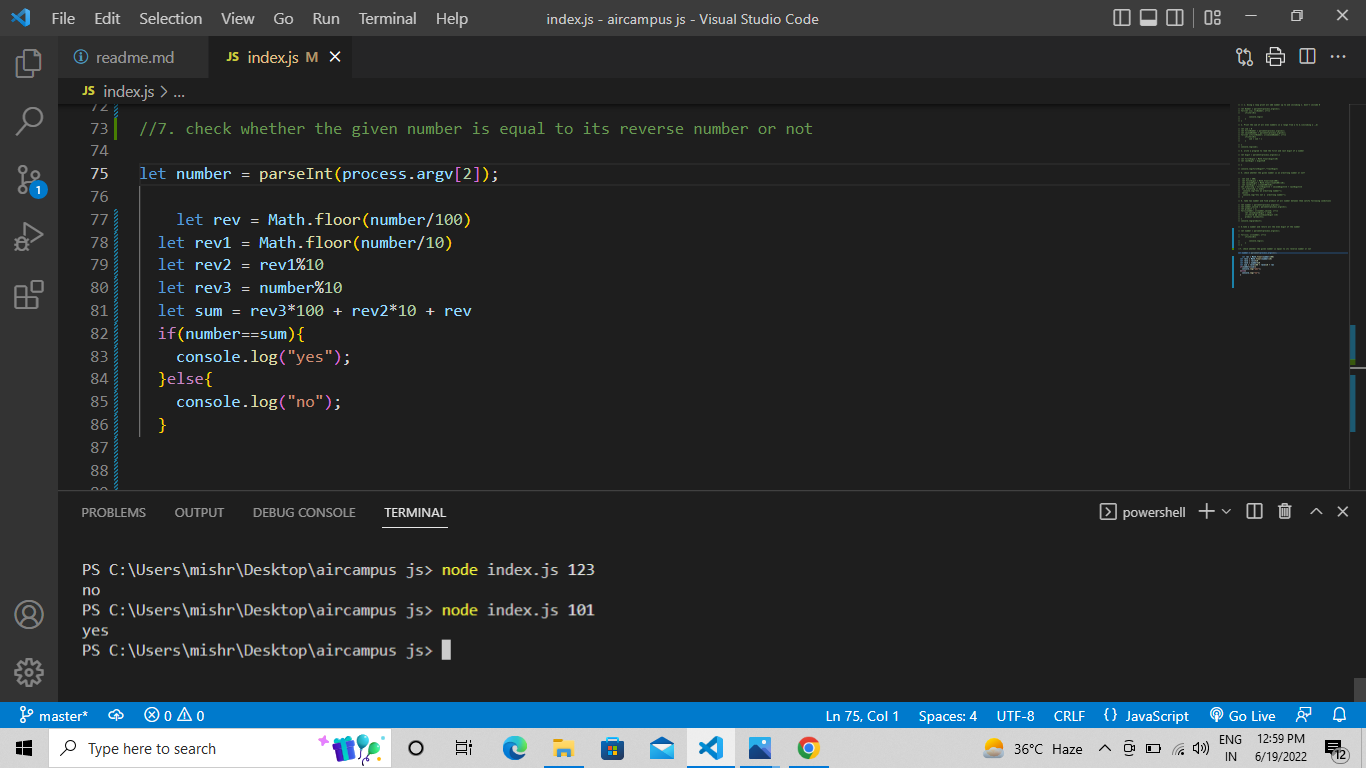 File Edit Selection View Go Run Terminal Help index.js - aircampus js - Visual Studio Code
readme.md JS index.js M
JS index.js > ...
72
73 //7. check whether the given number is equal to its reverse number or not
74
75 let number = parseInt(process.argv[2]);
76
77 let rev = Math.floor(number/100)
78 let rev1 = Math.floor(number/10)
79 let rev2 = rev1%10
80 let rev3 = number%10
81 let sum = rev3*100 + rev2*10 + rev
82 if(number==sum){
83 console.log("yes");
84 }else{
85 console.log("no");
86 }
87
88
1
PROBLEMS OUTPUT DEBUG CONSOLE TERMINAL powershell
PS C:\Users\mishr\Desktop\aircampus js> node index.js 123
no
PS C:\Users\mishr\Desktop\aircampus js> node index.js 101
yes
PS C:\Users\mishr\Desktop\aircampus js>
master* 0 0 Ln 75, Col 1 Spaces: 4 UTF-8 CRLF {} JavaScript Go Live
Type here to search 36°C Haze ENG IN 12:59 PM 6/19/2022 12